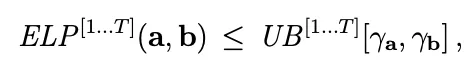 ELP^{[1...T]}(𝐚, 𝐛) ≤ UB^{[1...T]}[γ_𝐚, γ_𝐛] ,